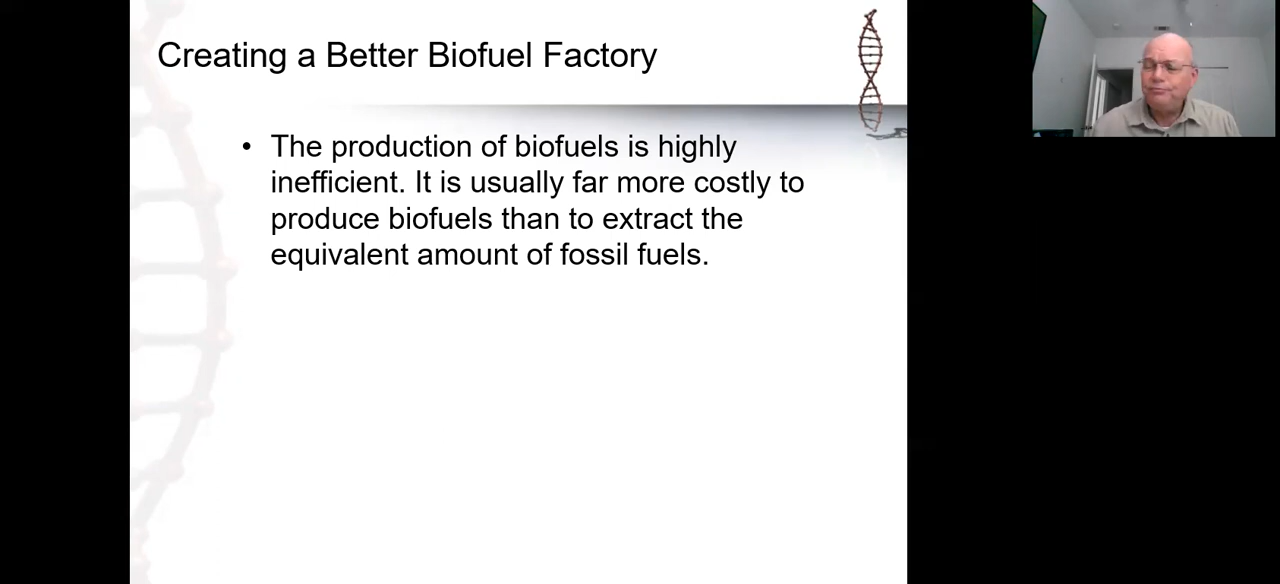 Creating a Better Biofuel Factory
• The production of biofuels is highly
inefficient. It is usually far more costly to
produce biofuels than to extract the
equivalent amount of fossil fuels.